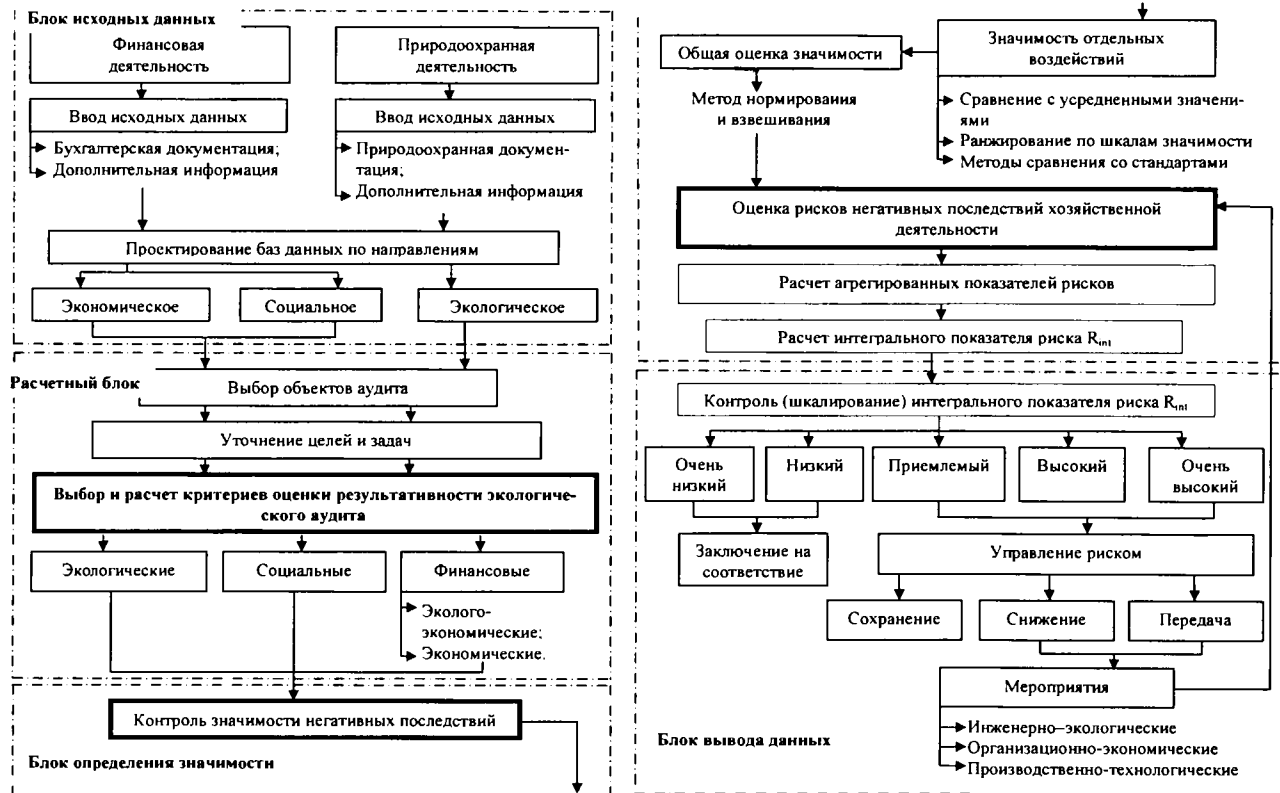 Блок исходных данных
Финансовая
деятельность
Природоохранная
деятельность
Ввод исходных данных
Ввод исходных данных
Бухгалтерская документация;
Дополнительная информация
Природоохранная докумен-
тация;
Дополнительная информация
Проектирование баз данных по направлениям
Экономическое
Социальное
Экологическое
Расчетный блок
Выбор объектов аудита
Уточнение целей и задач
Выбор и расчет критериев оценки результативности экологиче-
ского аудита
Экологические
Социальные
Финансовые
Эколого-
экономические;
Экономические.
Контроль значимости негативных последствий
Блок определения значимости
Общая оценка значимости
Значимость отдельных
воздействий
Метод нормирования
и взвешивания
Сравнение с усредненными значени-
ями
Ранжирование по шкалам значимости
Методы сравнения со стандартами
Оценка рисков негативных последствий хозяйственной
деятельности
Расчет агрегированных показателей рисков
Расчет интегрального показателя риска Rint
Контроль (шкалирование) интегрального показателя риска Rint
Очень
низкий
Низкий
Приемлемый
Высокий
Очень
высокий
Заключение на
соответствие
Управление риском
Сохранение
Снижение
Передача
Мероприятия
Инженерно–экологические
Организационно-экономические
Производственно-технологические
Блок вывода данных